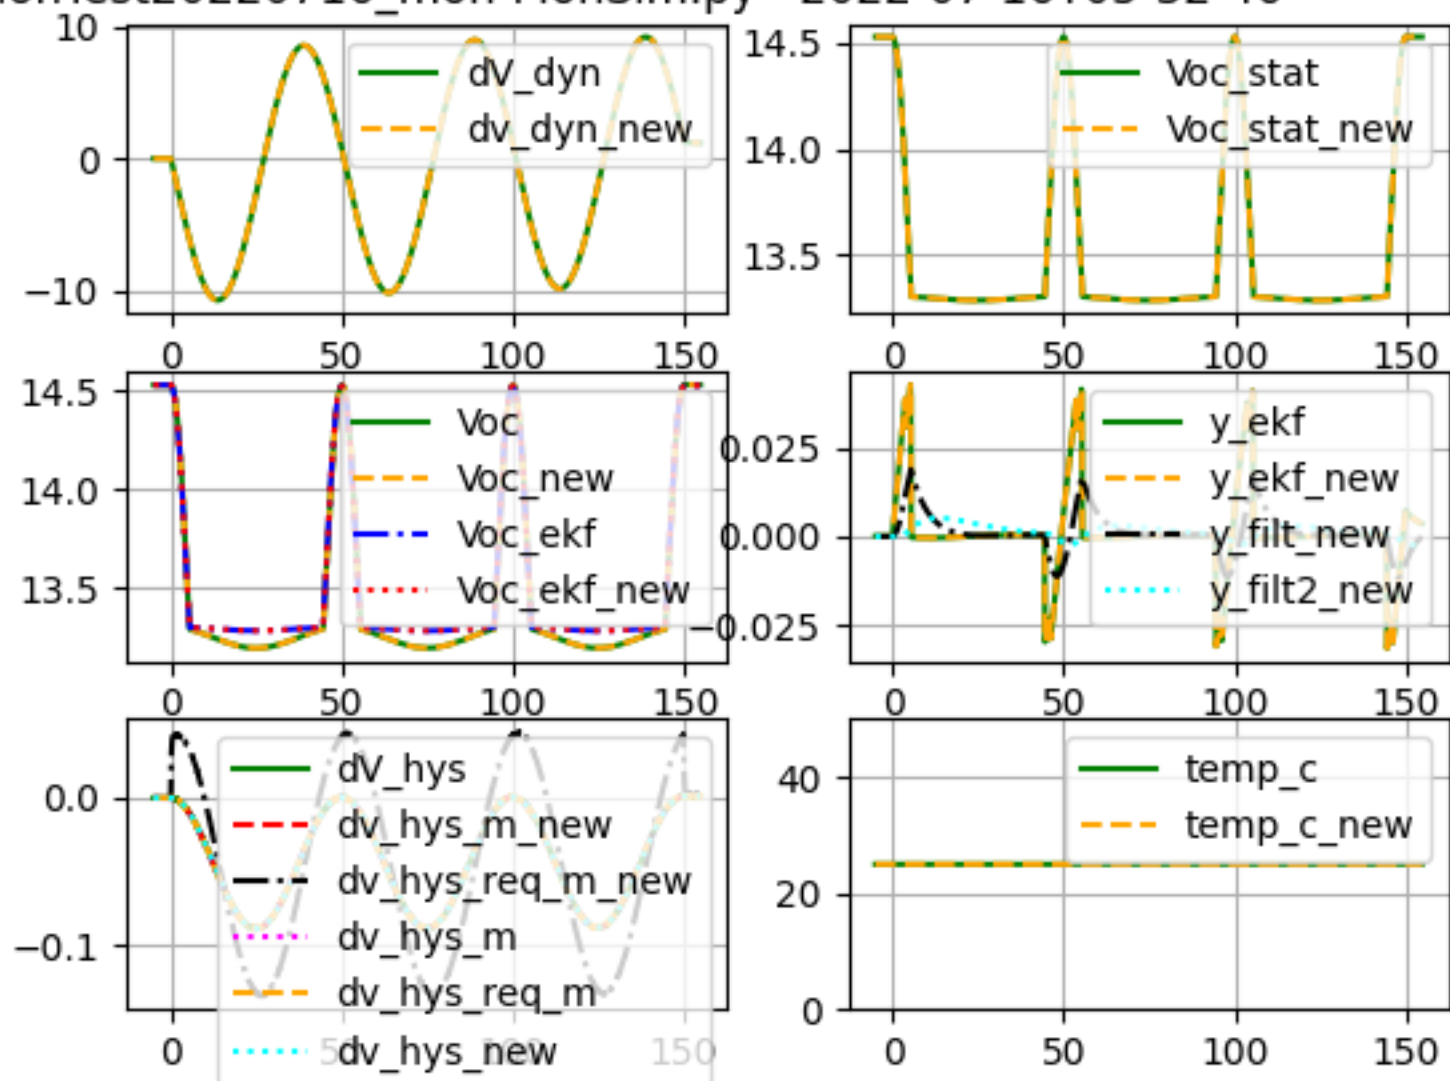 10
0
−10
0 50 100 150
dV_dyn
dv_dyn_new
14.5
14.0
13.5
0 50 100 150
Voc_stat
Voc_stat_new
14.5
14.0
13.5
0 50 100 150
Voc
Voc_new
Voc_ekf
Voc_ekf_new
0.025
0.000
−0.025
0 50 100 150
y_ekf
y_ekf_new
y_filt_new
y_filt2_new
0.0
−0.1
0 50 100 150
dV_hys
dv_hys_m_new
dv_hys_req_m_new
dv_hys_m
dv_hys_req_m
dv_hys_new
40
20
0
0 50 100 150
temp_c
temp_c_new